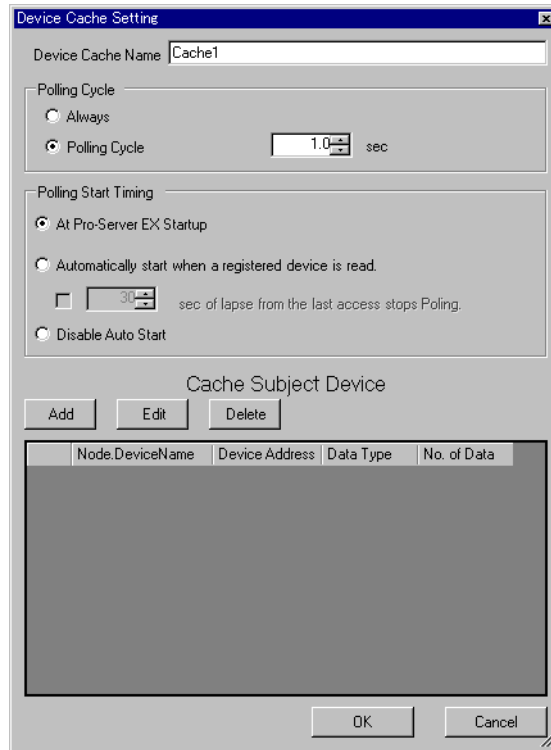 Device Cache Setting
Device Cache Name Cache1
Polling Cycle
Always
Polling Cycle 1.0 sec
Polling Start Timing
At Pro-Server EX Startup
Automatically start when a registered device is read.
30 sec of lapse from the last access stops Poling.
Disable Auto Start
Cache Subject Device
Add Edit Delete
Node.DeviceName Device Address Data Type No. of Data
OK Cancel